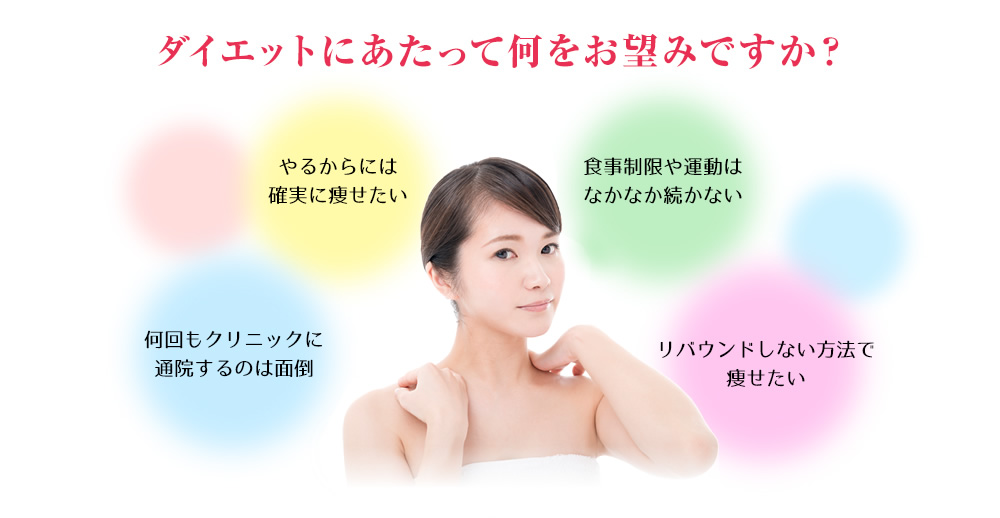 ダイエットにあたって何をお望みですか？
やるからには
確実に痩せたい
食事制限や運動は
なかなか続かない
何回もクリニックに
通院するのは面倒
リバウンドしない方法で
痩せたい